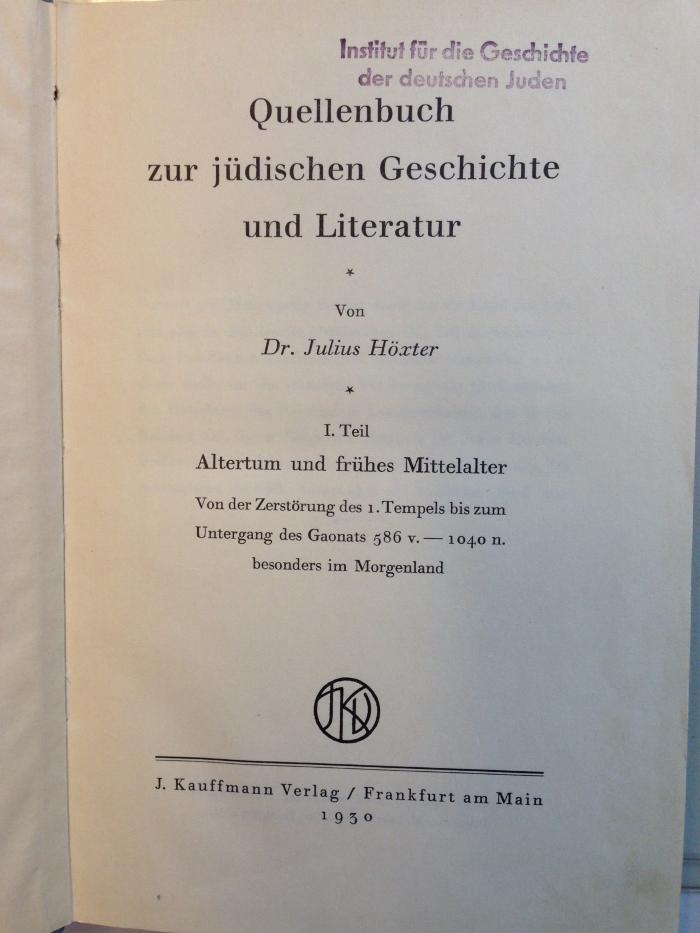 Institut für die Geschichte
der deutschen Juden
Quellenbuch
zur jüdischen Geschichte
und Literatur
*
Von
Dr. Julius Höxter
*
I. Teil
Altertum und frühes Mittelalter
Von der Zerstörung des 1. Tempels bis zum
Untergang des Gaonats 586 v. — 1040 n.
besonders im Morgenland
JKV
J. Kauffmann Verlag / Frankfurt am Main
1930